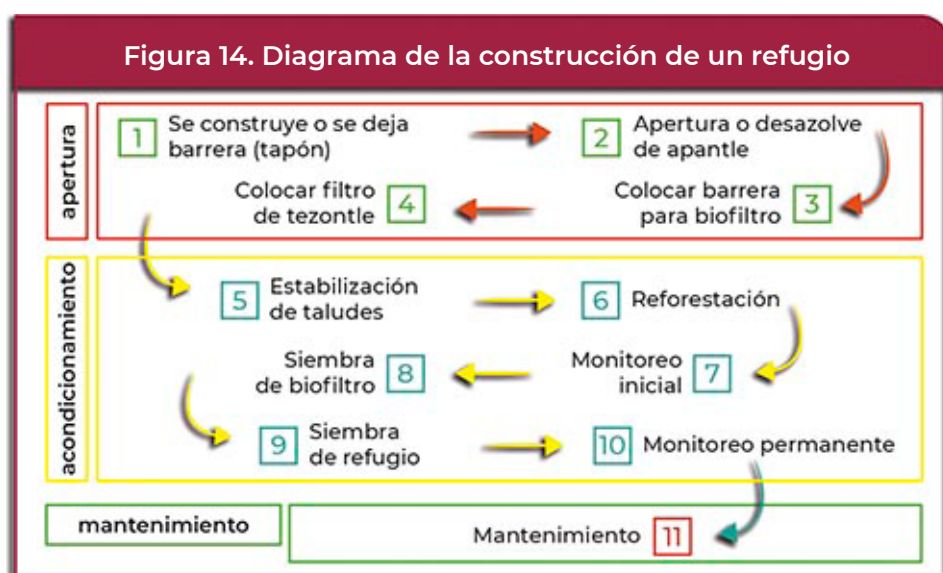 Figura 14. Diagrama de la construcción de un refugio
apertura
1 Se construye o se deja
barrera (tapón)
2 Apertura o desazolve
de apantle
Colocar barrera
para biofiltro 3
Colocar filtro
de tezontle 4
acondicionamiento
5 Estabilización
de taludes
6 Reforestación
Monitoreo
inicial 7
Siembra
de biofiltro 8
9 Siembra
de refugio
10 Monitoreo permanente
mantenimiento
Mantenimiento 11